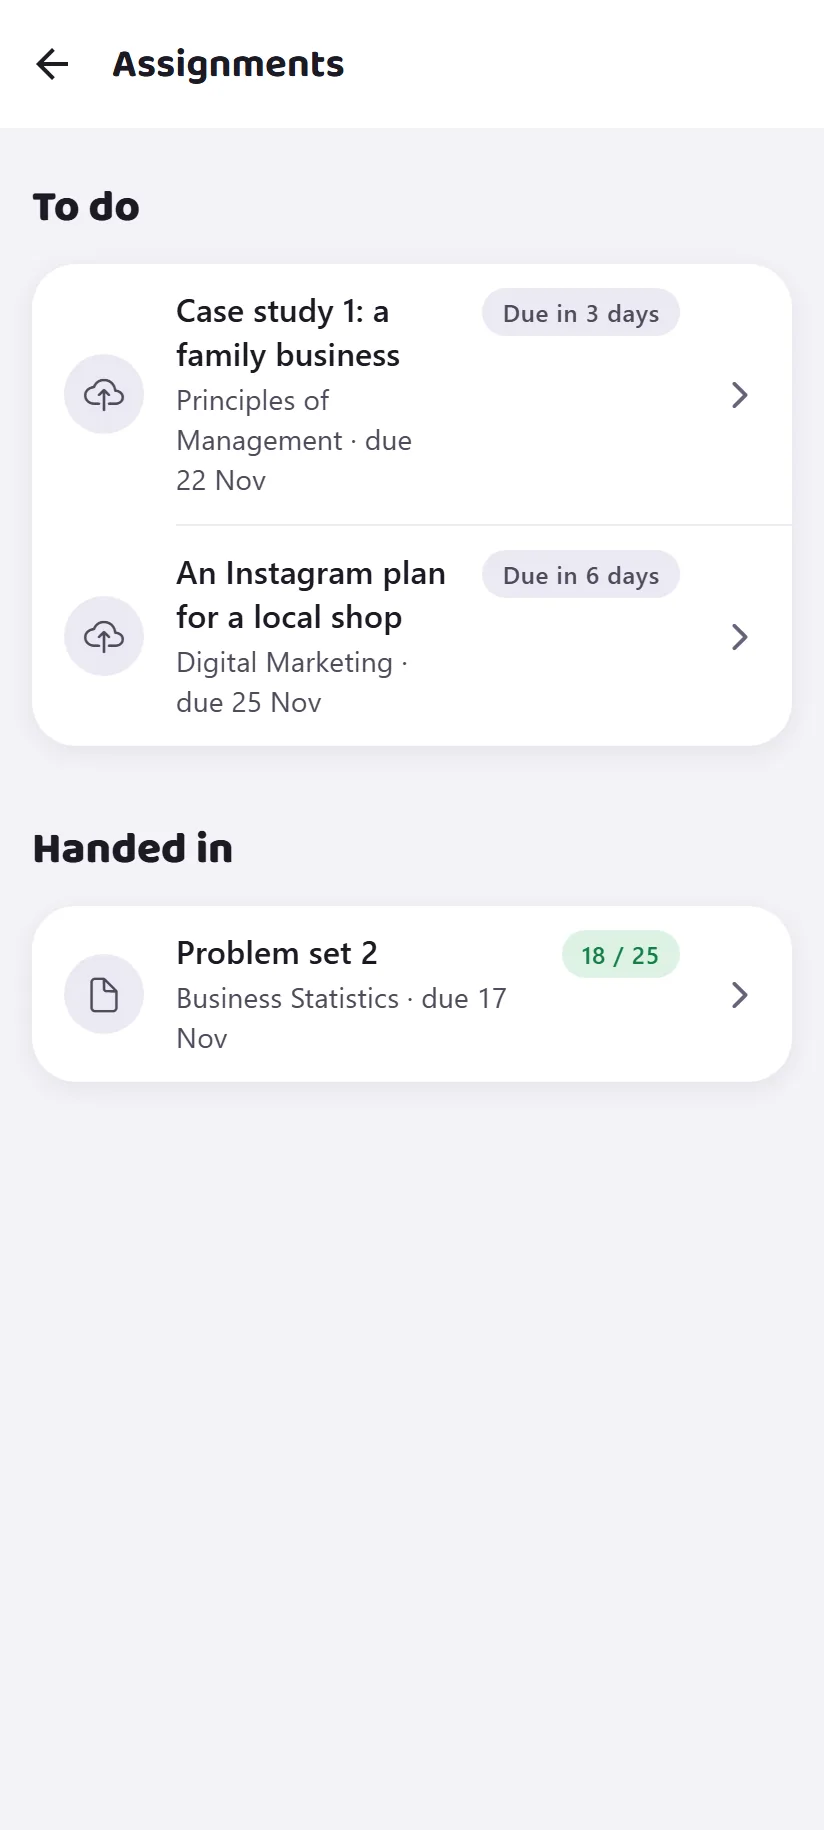 Assignments
To do
Case study 1: a
family business
Due in 3 days
Principles of
Management · due
22 Nov
An Instagram plan
for a local shop
Due in 6 days
Digital Marketing ·
due 25 Nov
Handed in
Problem set 2
18 / 25
Business Statistics · due 17
Nov